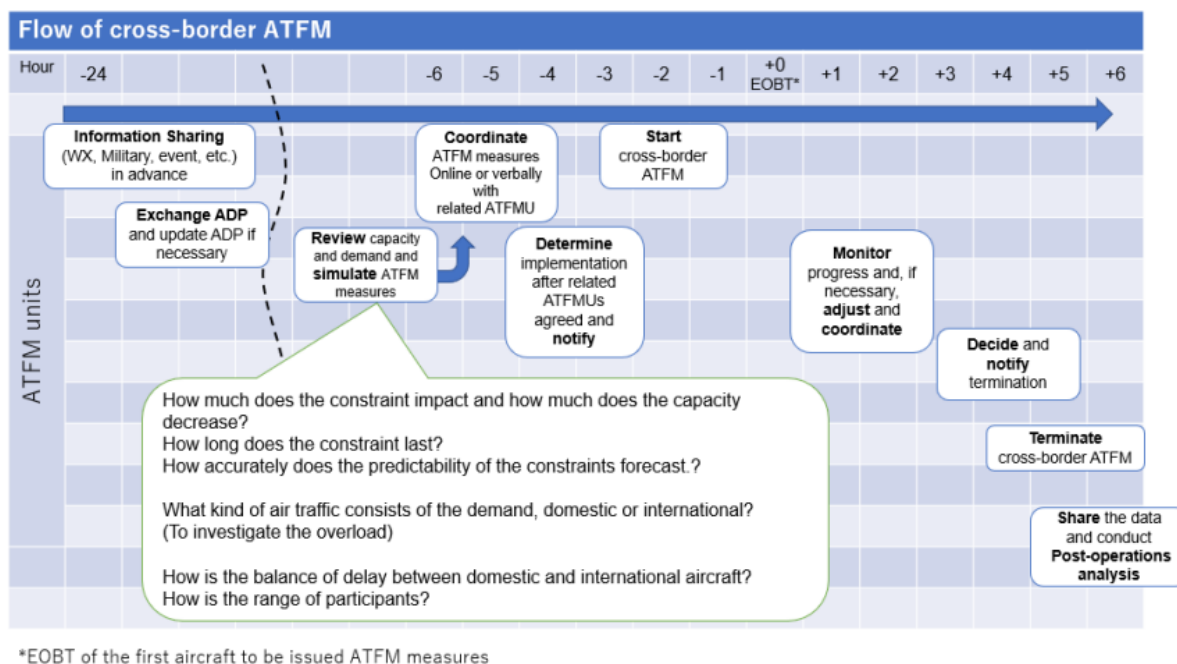 Flow of cross-border ATFM
Hour -24 -6 -5 -4 -3 -2 -1 +0 +1 +2 +3 +4 +5 +6
EOBT*
ATFM units
Information Sharing
(WX, Military, event, etc.)
in advance
Exchange ADP
and update ADP if
necessary
Review capacity
and demand and
simulate ATFM
measures
Coordinate
ATFM measures
Online or verbally
with
related ATFMU
Determine
implementation
after related
ATFMUs
agreed and
notify
Start
cross-border
ATFM
Monitor
progress and, if
necessary,
adjust and
coordinate
Decide and
notify
termination
Terminate
cross-border ATFM
Share the data
and conduct
Post-operations
analysis
How much does the constraint impact and how much does the capacity
decrease?
How long does the constraint last?
How accurately does the predictability of the constraints forecast.?
What kind of air traffic consists of the demand, domestic or international?
(To investigate the overload)
How is the balance of delay between domestic and international aircraft?
How is the range of participants?
*EOBT of the first aircraft to be issued ATFM measures